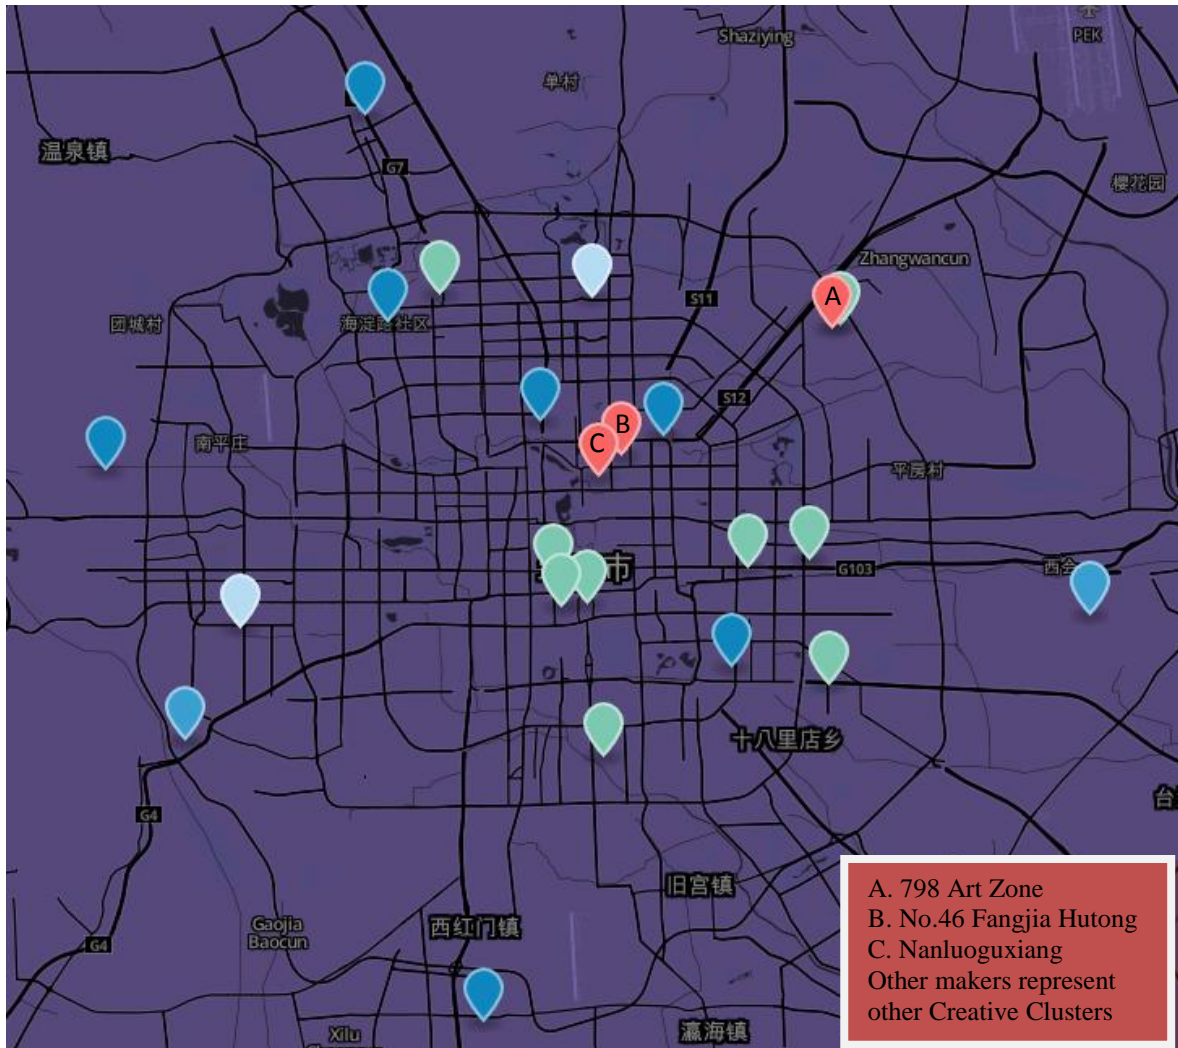 Shaziying
PEK
单村
温泉镇
G7
樱花园
Zhangwancun
A
S11
团城村
海淀路社区
S12
B
C
南平庄
平房村
市
G103
西会
十八里店乡
G4
台
旧宫镇
Gaojia
Baocun
西红门镇
G4
Xilu
瀛海镇
A. 798 Art Zone
B. No.46 Fangjia Hutong
C. Nanluoguxiang
Other makers represent
other Creative Clusters